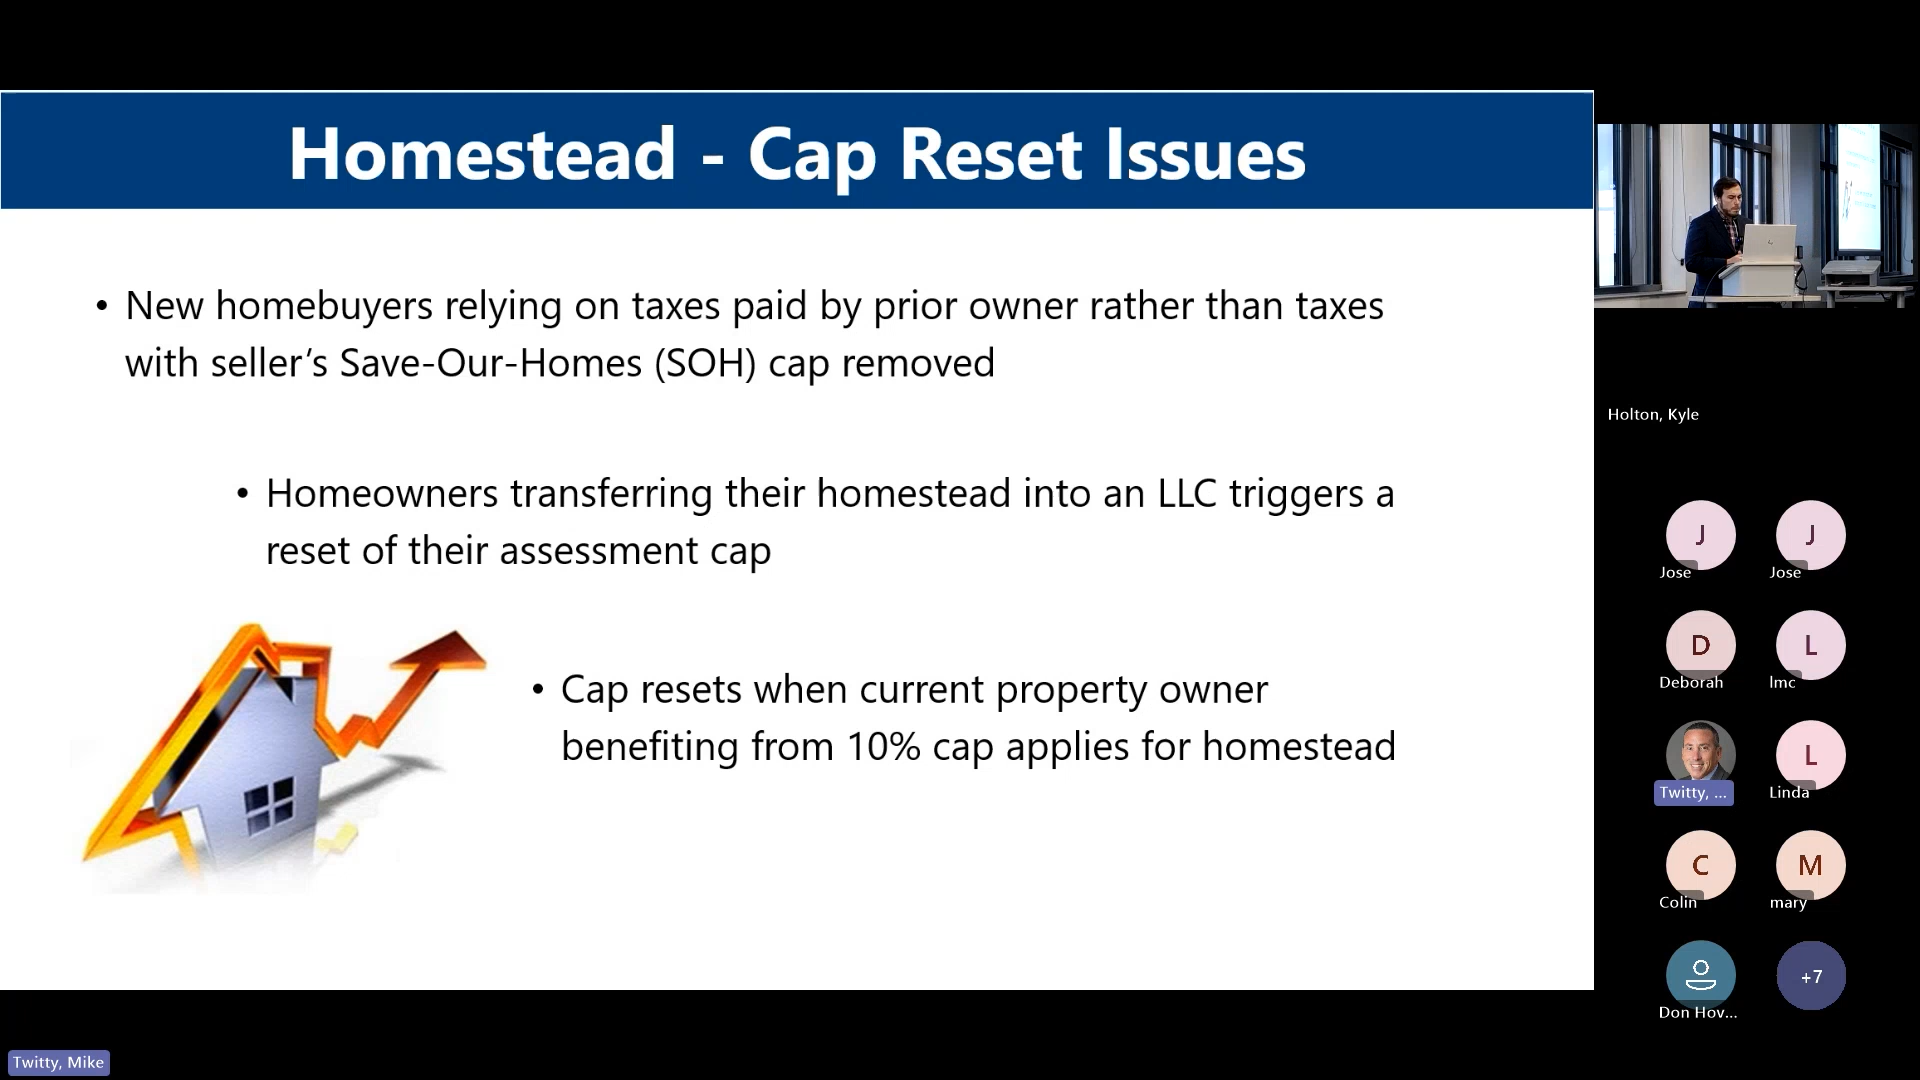 Homestead - Cap Reset Issues
• New homebuyers relying on taxes paid by prior owner rather than taxes
with seller’s Save-Our-Homes (SOH) cap removed
• Homeowners transferring their homestead into an LLC triggers a
reset of their assessment cap
• Cap resets when current property owner
benefiting from 10% cap applies for homestead
Holton, Kyle
J
J
Jose
Jose
D
L
Deborah
lmc
L
Twitty, ...
Linda
C
M
Colin
mary
+7
Don Hov...
Twitty, Mike